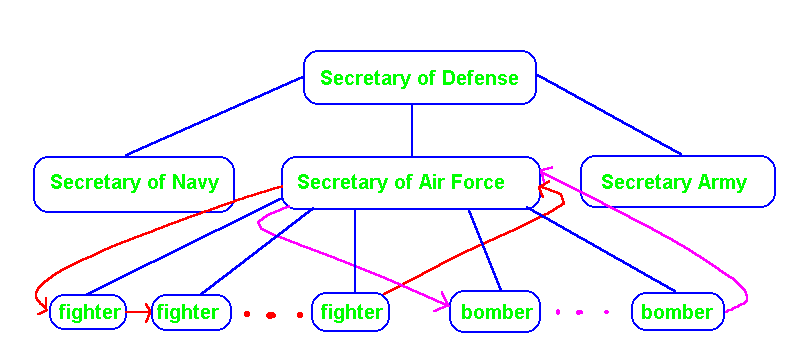 Secretary of Defense
Secretary of Navy
Secretary of Air Force
Secretary Army
fighter
fighter
fighter
bomber
bomber